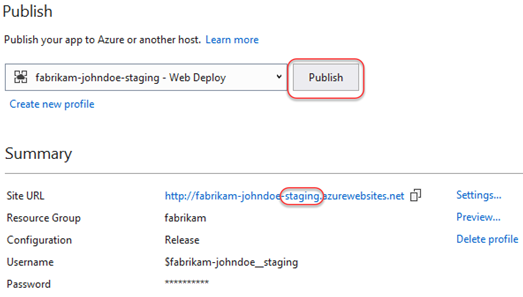 Publish
Publish your app to Azure or another host. Learn more
fabrikam-johndoe-staging - Web Deploy Publish
Create new profile
Summary
Site URL http://fabrikam-johndoe-staging.azurewebsites.net Settings...
Resource Group fabrikam Preview...
Configuration Release Delete profile
Username $fabrikam-johndoe__staging
Password **********